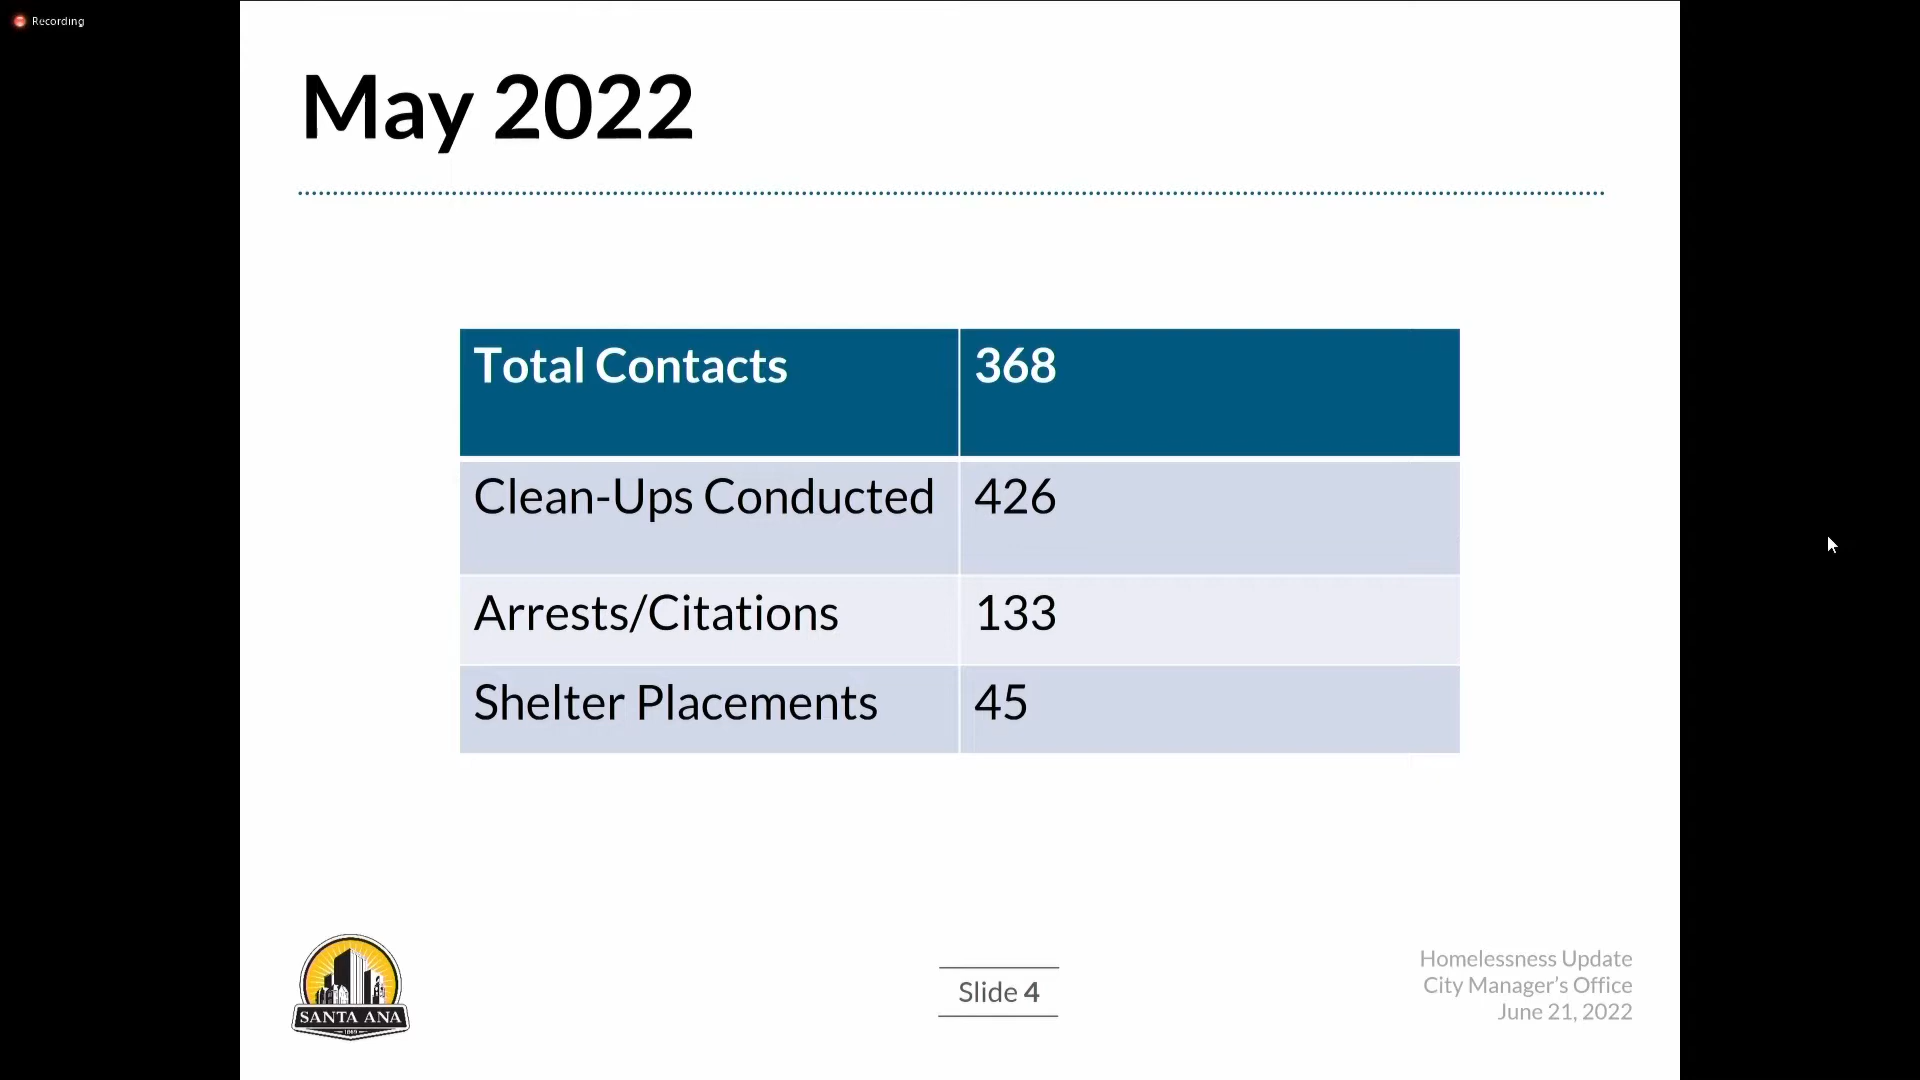 Recording
May 2022
Total Contacts 368
Clean-Ups Conducted 426
Arrests/Citations 133
Shelter Placements 45
SANTA ANA
1869
Slide 4
Homelessness Update
City Manager's Office
June 21, 2022